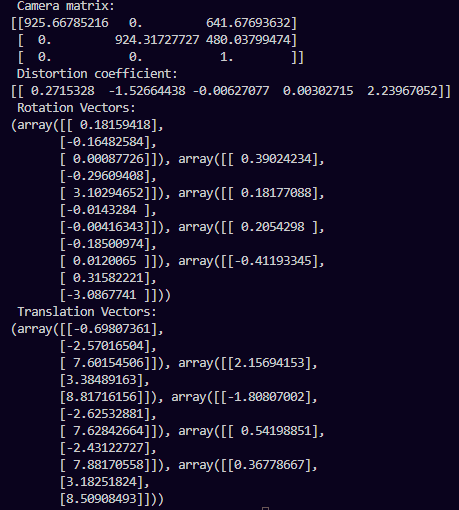 Camera matrix:
[[925.66785216   0.         641.67693632]
[  0.         924.31727727 480.03799474]
[  0.           0.           1.        ]]
Distortion coefficient:
[[ 0.2715328  -1.52664438 -0.00627077  0.00302715  2.23967052]]
Rotation Vectors:
(array([[ 0.18159418],
[-0.16482584],
[ 0.00087726]]), array([[ 0.39024234],
[-0.29609408],
[ 3.10294652]]), array([[ 0.18177088],
[-0.0143284 ],
[-0.00416343]]), array([[ 0.2054298 ],
[-0.18500974],
[ 0.0120065 ]]), array([[-0.41193345],
[ 0.31582221],
[-3.0867741 ]]))
Translation Vectors:
(array([[-0.69807361],
[-2.57016504],
[ 7.60154506]]), array([[2.15694153],
[3.38489163],
[8.81716156]]), array([[-1.80807002],
[-2.62532881],
[ 7.62842664]]), array([[ 0.54198851],
[-2.43122727],
[ 7.88170558]]), array([[0.36778667],
[3.18251824],
[8.50908493]]))